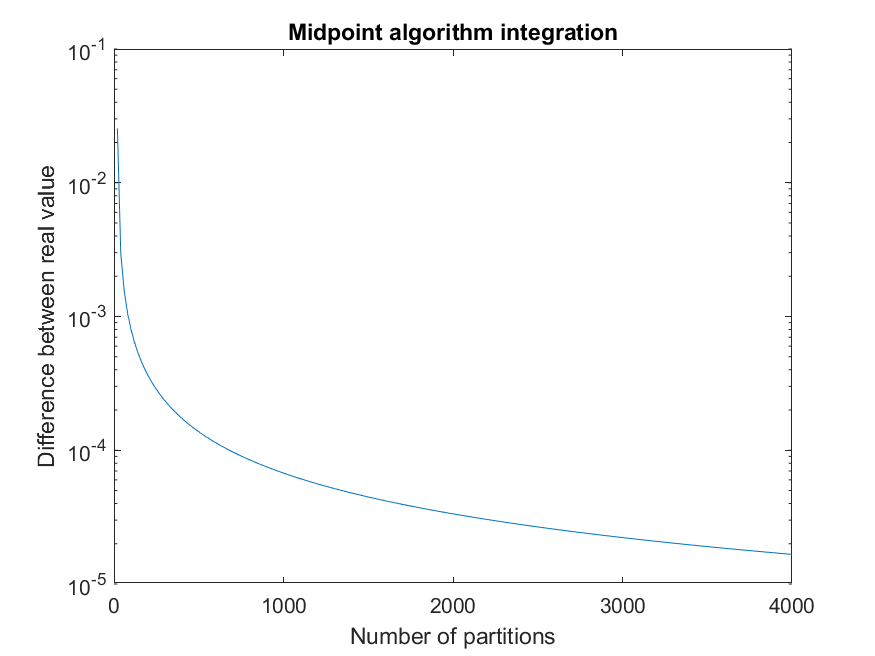 Midpoint algorithm integration
Difference between real value
10^-1
10^-2
10^-3
10^-4
10^-5
0 1000 2000 3000 4000
Number of partitions